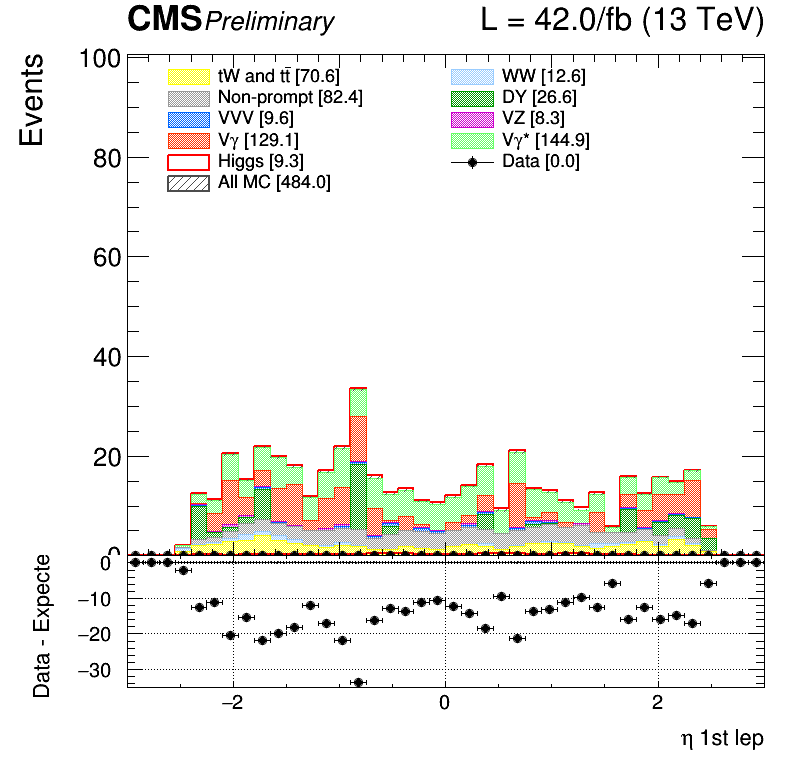 CMS Preliminary L = 42.0/fb (13 TeV)
Events
100
80
60
40
20
0
tW and tt̄ [70.6]
Non-prompt [82.4]
VVV [9.6]
Vγ [129.1]
Higgs [9.3]
All MC [484.0]
WW [12.6]
DY [26.6]
VZ [8.3]
Vγ* [144.9]
Data [0.0]
Data - Expecte
0
−10
−20
−30
−2 0 2
η 1st lep